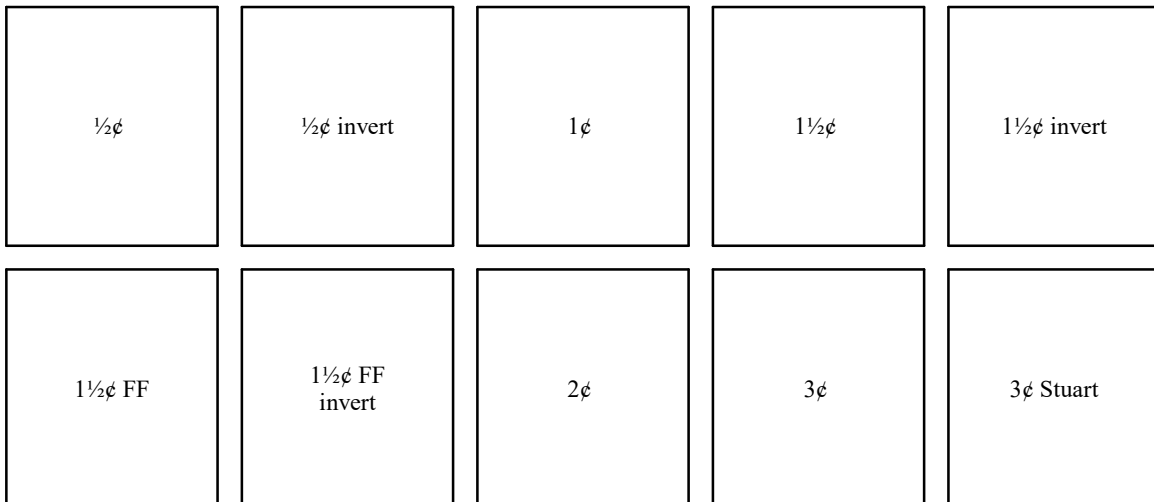 ½¢
½¢ invert
1¢
1½¢
1½¢ invert
1½¢ FF
1½¢ FF
invert
2¢
3¢
3¢ Stuart